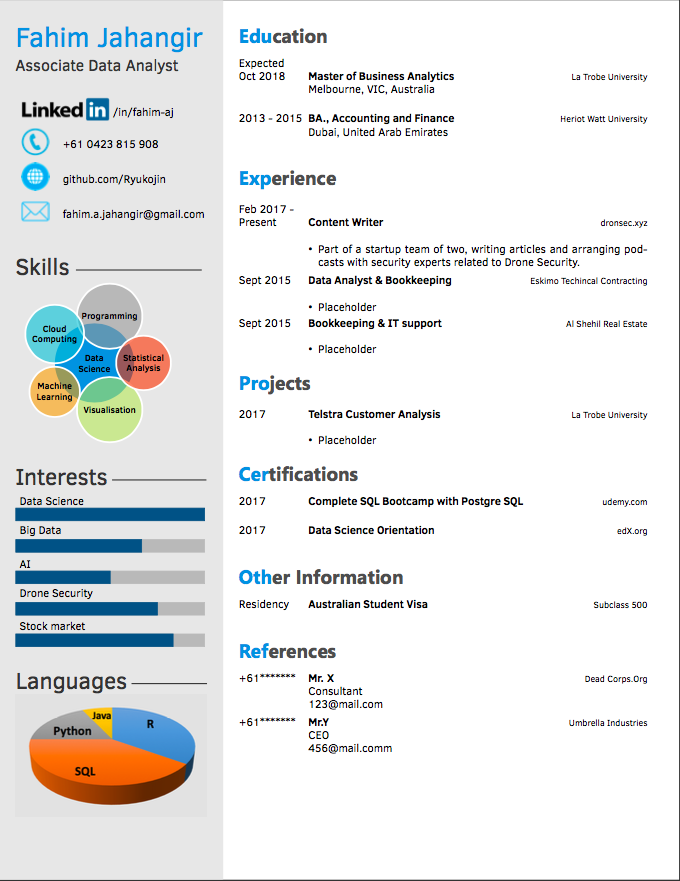 Fahim Jahangir
Associate Data Analyst
Linked in /in/fahim-aj
+61 0423 815 908
github.com/Ryukojin
fahim.a.jahangir@gmail.com
Skills
Programming
Cloud
Computing
Data
Science
Statistical
Analysis
Machine
Learning
Visualisation
Interests
Data Science
Big Data
AI
Drone Security
Stock market
Languages
Java
R
Python
SQL
Education
Expected
Oct 2018 Master of Business Analytics La Trobe University
Melbourne, VIC, Australia
2013 - 2015 BA., Accounting and Finance Heriot Watt University
Dubai, United Arab Emirates
Experience
Feb 2017 -
Present Content Writer dronsec.xyz
• Part of a startup team of two, writing articles and arranging pod-
casts with security experts related to Drone Security.
Sept 2015 Data Analyst & Bookkeeping Eskimo Techincal Contracting
• Placeholder
Sept 2015 Bookkeeping & IT support Al Shehil Real Estate
• Placeholder
Projects
2017 Telstra Customer Analysis La Trobe University
• Placeholder
Certifications
2017 Complete SQL Bootcamp with Postgre SQL udemy.com
2017 Data Science Orientation edX.org
Other Information
Residency Australian Student Visa Subclass 500
References
+61******* Mr. X Dead Corps.Org
Consultant
123@mail.com
+61******* Mr.Y Umbrella Industries
CEO
456@mail.comm